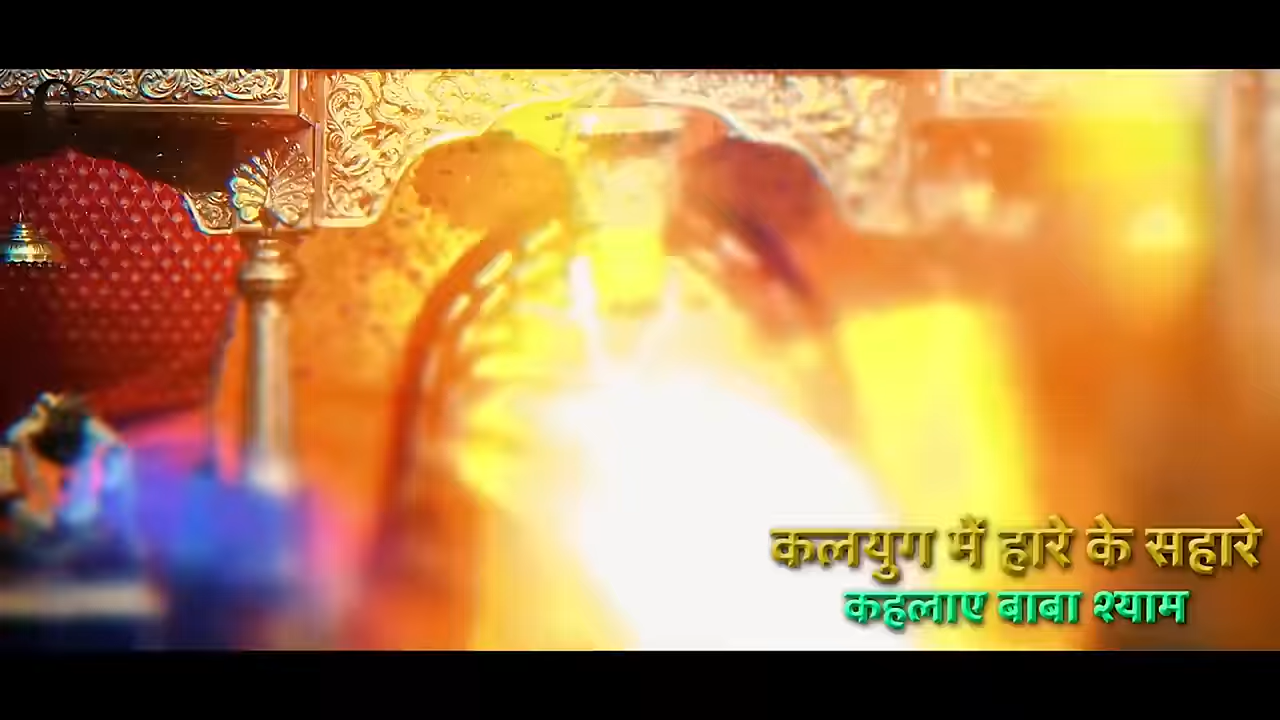 कलयुग में हारे के सहारे
कहलाए बाबा श्याम